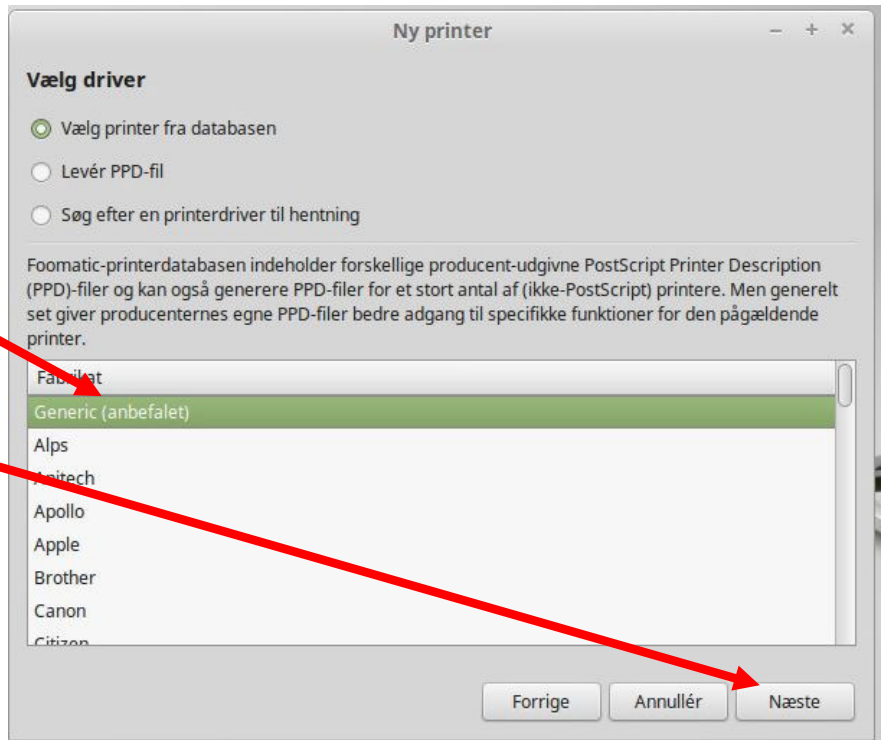 Ny printer
Vælg driver
Vælg printer fra databasen
Levér PPD-fil
Søg efter en printerdriver til hentning
Foomatic-printerdatabasen indeholder forskellige producent-udgivne PostScript Printer Description
(PPD)-filer og kan også generere PPD-filer for et stort antal af (ikke-PostScript) printere. Men generelt
set giver producenternes egne PPD-filer bedre adgang til specifikke funktioner for den pågældende
printer.
Fabrikat
Generic (anbefalet)
Alps
Anitech
Apollo
Apple
Brother
Canon
Citizen
Forrige Annullér Næste